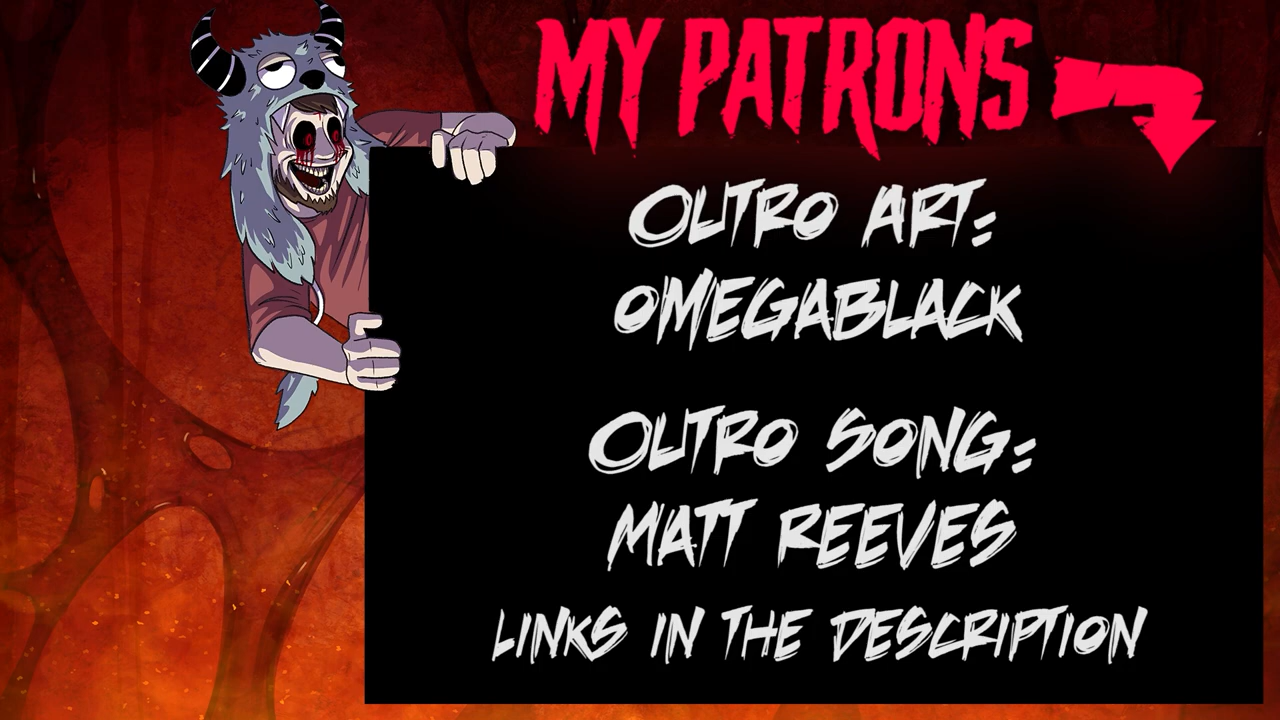 MY PATRONS
OUTRO ART:
OMEGABLACK
OUTRO SONG:
MATT REEVES
LINKS IN THE DESCRIPTION